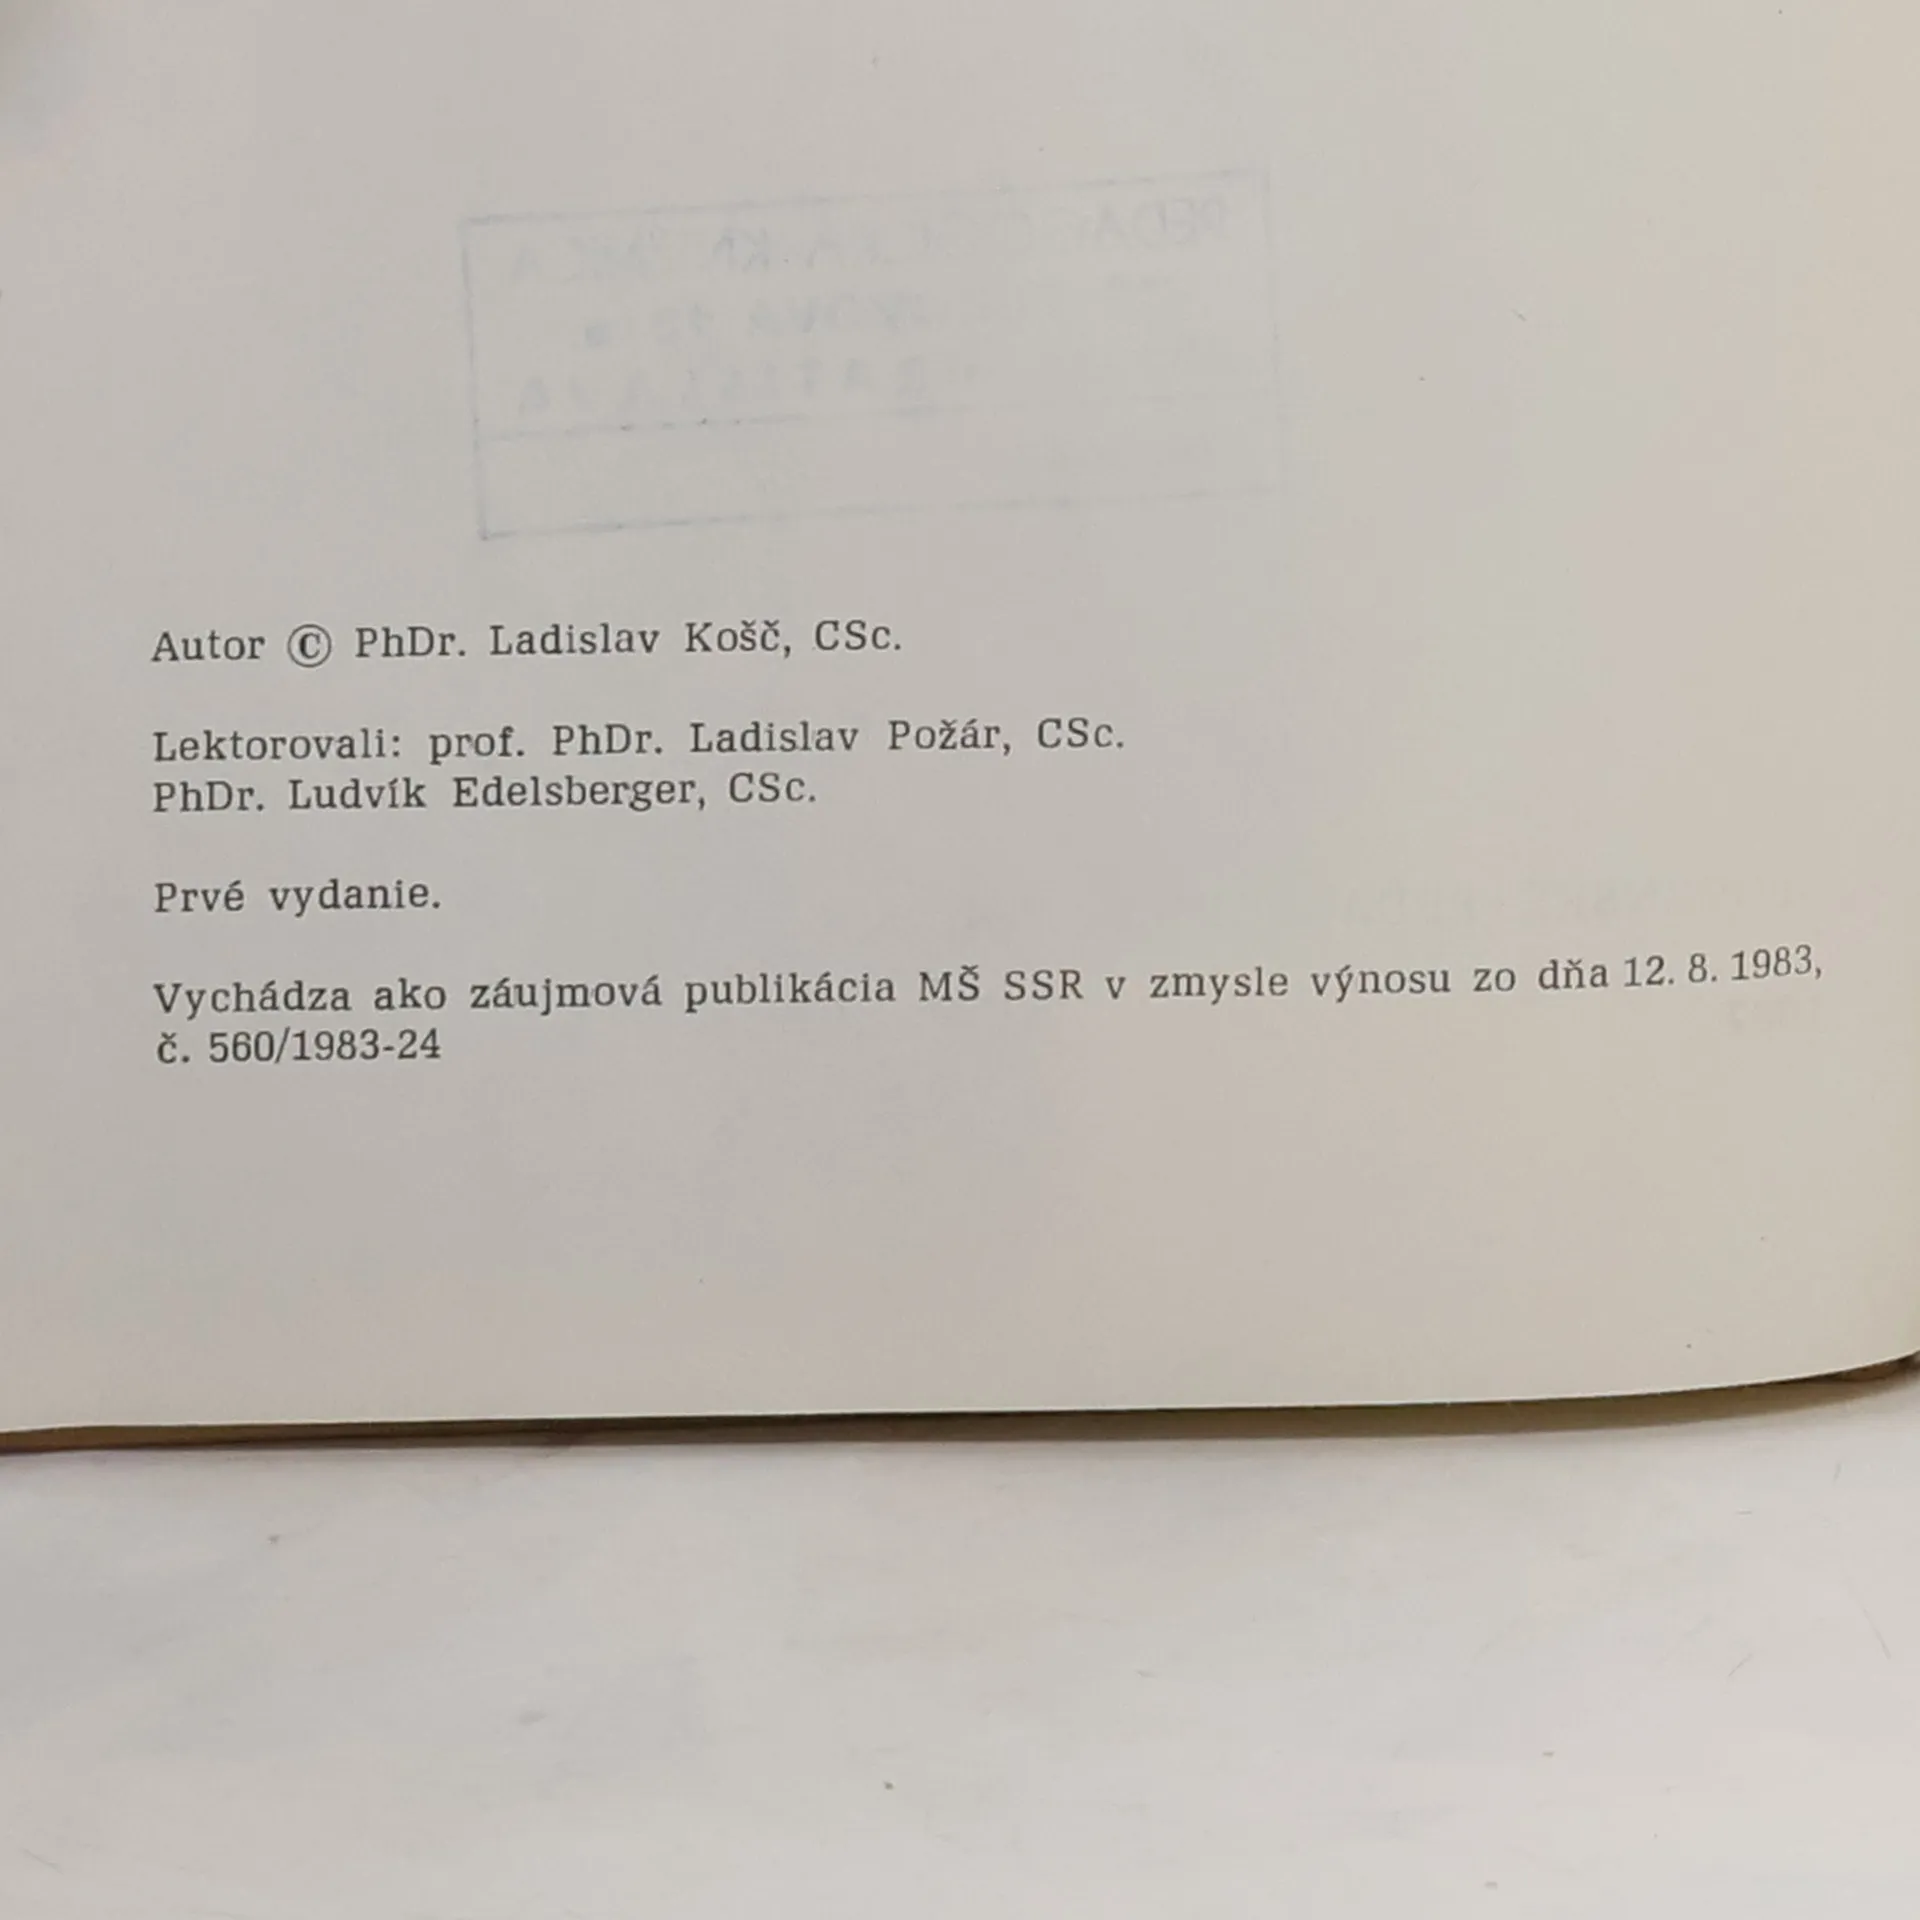 Autor © PhDr. Ladislav Košč, CSc.
Lektorovali: prof. PhDr. Ladislav Požár, CSc.
PhDr. Ludvík Edelsberger, CSc.
Prvé vydanie.
Vychádza ako záujmová publikácia MŠ SSR v zmysle výnosu zo dňa 12. 8. 1983,
č. 560/1983-24